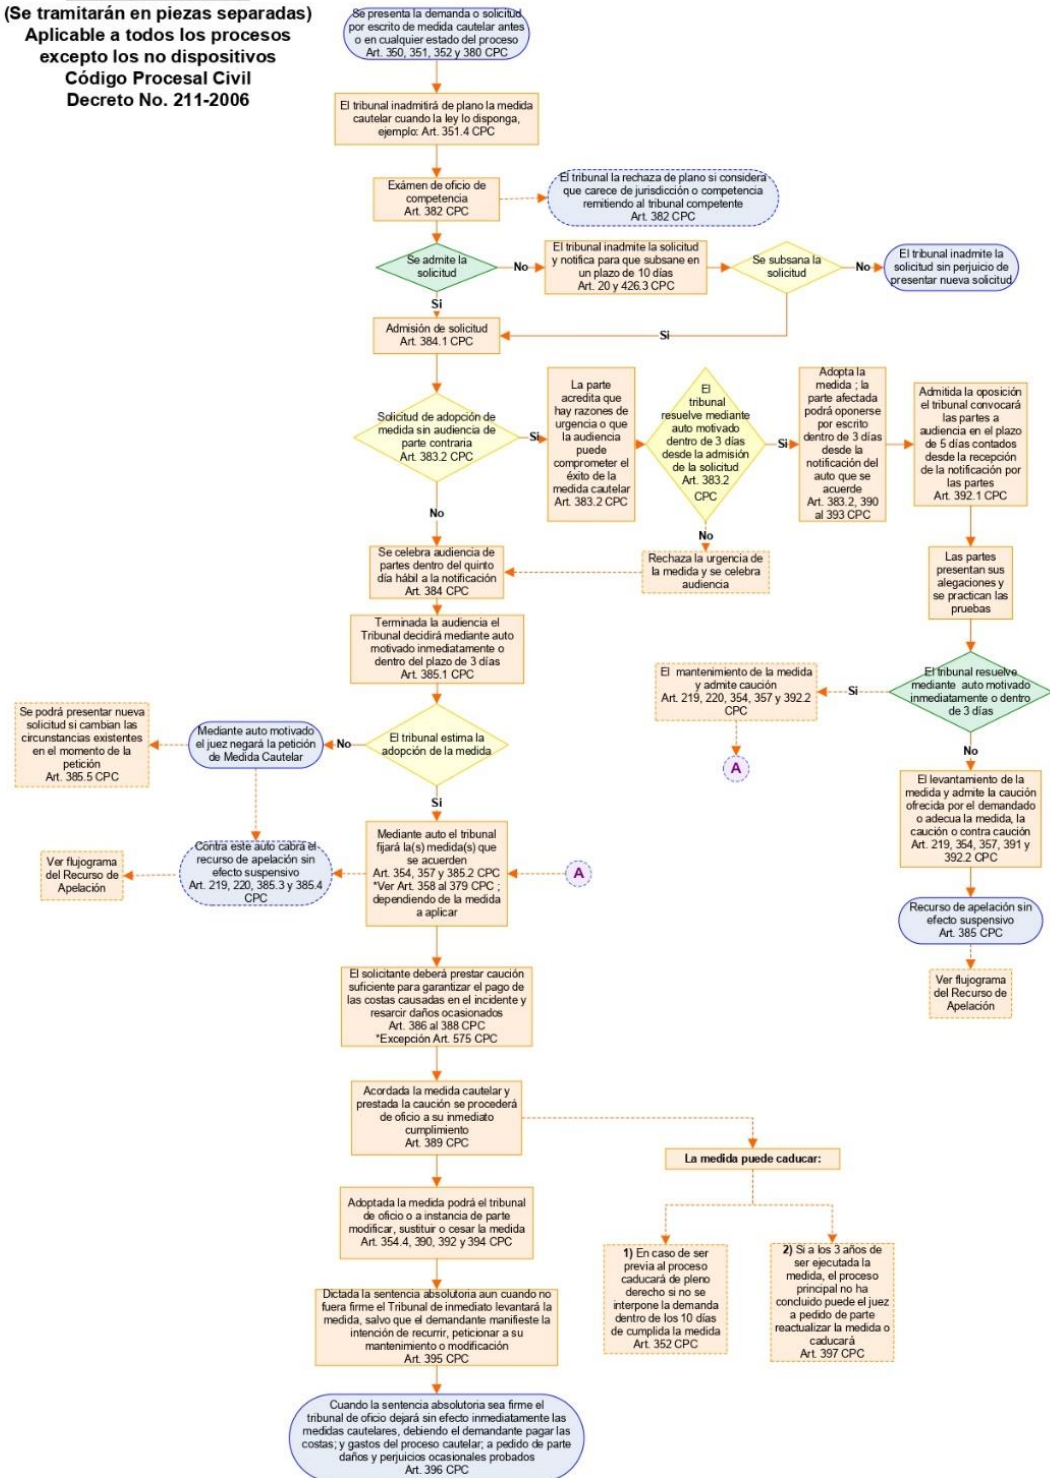 (Se tramitarán en piezas separadas)
Aplicable a todos los procesos
excepto los no dispositivos
Código Procesal Civil
Decreto No. 211-2006
Se presenta la demanda o solicitud
por escrito de medida cautelar antes
o en cualquier estado del proceso
Art. 350, 351, 352 y 380 CPC
El tribunal inadmitirá de plano la medida
cautelar cuando la ley lo disponga,
ejemplo: Art. 351.4 CPC
Exámen de oficio de
competencia
Art. 382 CPC
El tribunal la rechaza de plano si considera
que carece de jurisdicción o competencia
remitiendo al tribunal competente
Art. 382 CPC
Se admite la
solicitud
No
El tribunal inadmite la solicitud
y notifica para que subsane en
un plazo de 10 días
Art. 20 y 426.3 CPC
Se subsana la
solicitud
No
El tribunal inadmite la
solicitud sin perjuicio de
presentar nueva solicitud
Si
Si
Admisión de solicitud
Art. 384.1 CPC
Solicitud de adopción de
medida sin audiencia de
parte contraria
Art. 383.2 CPC
Si
La parte
acredita que
hay razones de
urgencia o que
la audiencia
puede
comprometer el
éxito de la
medida cautelar
Art. 383.2 CPC
El
tribunal
resuelve mediante
auto motivado
dentro de 3 días
desde la admisión
de la solicitud
Art. 383.2
CPC
Si
Adopta la
medida ; la
parte afectada
podrá oponerse
por escrito
dentro de 3 días
desde la
notificación del
auto que se
acuerde
Art. 383.2, 390
al 393 CPC
Admitida la oposición
el tribunal convocará
las partes a
audiencia en el plazo
de 5 días contados
desde la recepción
de la notificación por
las partes
Art. 392.1 CPC
No
No
Se celebra audiencia de
partes dentro del quinto
día hábil a la notificación
Art. 384 CPC
Rechaza la urgencia de
la medida y se celebra
audiencia
Las partes
presentan sus
alegaciones y
se practican las
pruebas
Terminada la audiencia el
Tribunal decidirá mediante auto
motivado inmediatamente o
dentro del plazo de 3 días
Art. 385.1 CPC
El tribunal resuelve
mediante auto motivado
inmediatamente o dentro
de 3 días
Si
El mantenimiento de la medida
y admite caución
Art. 219, 220, 354, 357 y 392.2
CPC
A
No
El levantamiento de la
medida y admite la caución
ofrecida por el demandado
o adecua la medida, la
caución o contra caución
Art. 219, 354, 357, 391 y
392.2 CPC
Recurso de apelación sin
efecto suspensivo
Art. 385 CPC
Ver flujograma
del Recurso de
Apelación
El tribunal estima la
adopción de la medida
No
Mediante auto motivado
el juez negará la petición
de Medida Cautelar
Se podrá presentar nueva
solicitud si cambian las
circunstancias existentes
en el momento de la
petición
Art. 385.5 CPC
Si
Mediante auto el tribunal
fijará la(s) medida(s) que
se acuerden
Art. 354, 357 y 385.2 CPC
*Ver Art. 358 al 379 CPC ;
dependiendo de la medida
a aplicar
A
Contra este auto cabrá el
recurso de apelación sin
efecto suspensivo
Art. 219, 220, 385.3 y 385.4
CPC
Ver flujograma
del Recurso de
Apelación
El solicitante deberá prestar caución
suficiente para garantizar el pago de
las costas causadas en el incidente y
resarcir daños ocasionados
Art. 386 al 388 CPC
*Excepción Art. 575 CPC
Acordada la medida cautelar y
prestada la caución se procederá
de oficio a su inmediato
cumplimiento
Art. 389 CPC
La medida puede caducar:
1) En caso de ser
previa al proceso
caducará de pleno
derecho si no se
interpone la demanda
dentro de los 10 días
de cumplida la medida
Art. 352 CPC
2) Si a los 3 años de
ser ejecutada la
medida, el proceso
principal no ha
concluido puede el juez
a pedido de parte
reactualizar la medida o
caducará
Art. 397 CPC
Adoptada la medida podrá el tribunal
de oficio o a instancia de parte
modificar, sustituir o cesar la medida
Art. 354.4, 390, 392 y 394 CPC
Dictada la sentencia absolutoria aun cuando no
fuera firme el Tribunal de inmediato levantará la
medida, salvo que el demandante manifieste la
intención de recurrir, peticionar a su
mantenimiento o modificación
Art. 395 CPC
Cuando la sentencia absolutoria sea firme el
tribunal de oficio dejará sin efecto inmediatamente las
medidas cautelares, debiendo el demandante pagar las
costas; y gastos del proceso cautelar; a pedido de parte
daños y perjuicios ocasionales probados
Art. 396 CPC